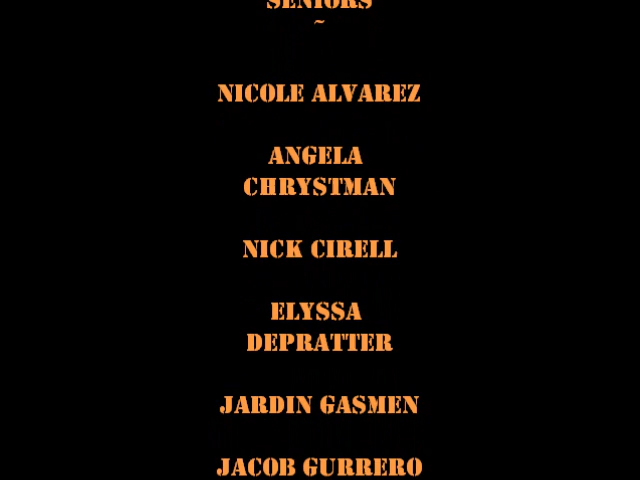 SENIORS
~
NICOLE ALVAREZ
ANGELA
CHRYSTMAN
NICK CIRELL
ELYSSA
DEPRATTER
JARDIN GASMEN
JACOB GURRERO